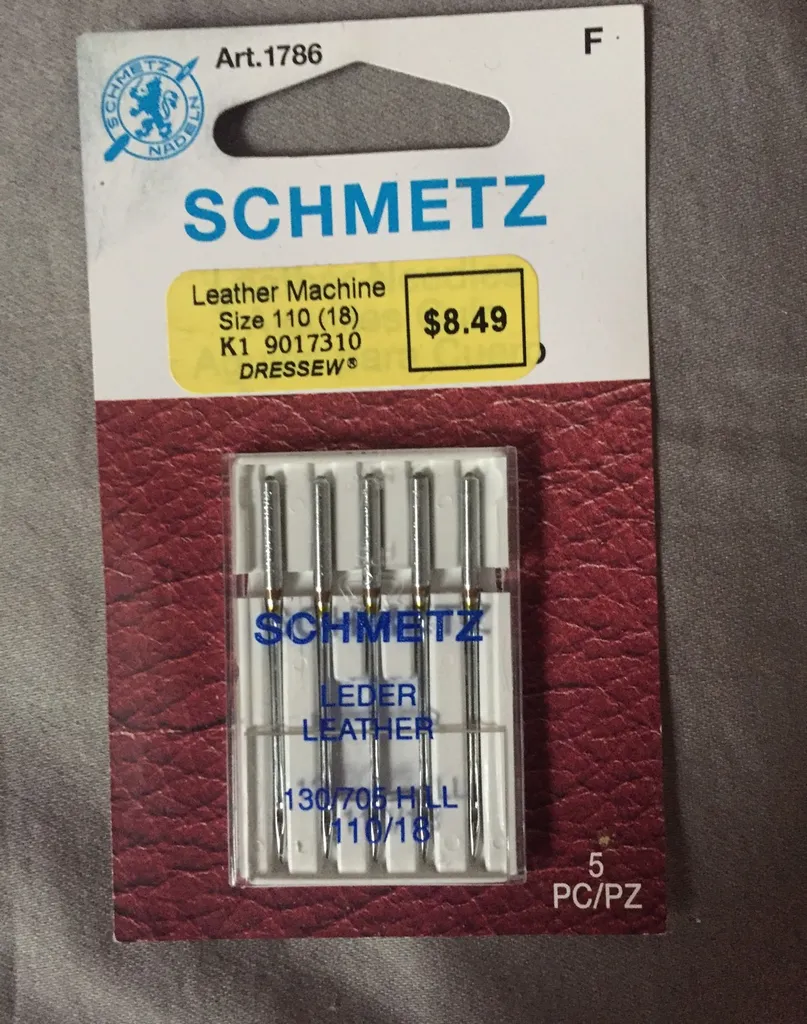 Art.1786
F
SCHMETZ
NADELN
SCHMETZ
Leather Machine
Size 110 (18)
K1 9017310
DRESSEW®
$8.49
SCHMETZ
LEDER
LEATHER
130/705 H LL
110/18
5
PC/PZ